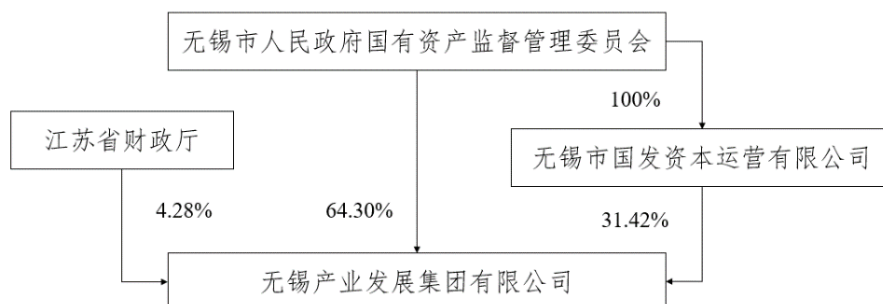 无锡市人民政府国有资产监督管理委员会
100%
江苏省财政厅
无锡市国发资本运营有限公司
4.28%
64.30%
31.42%
无锡产业发展集团有限公司